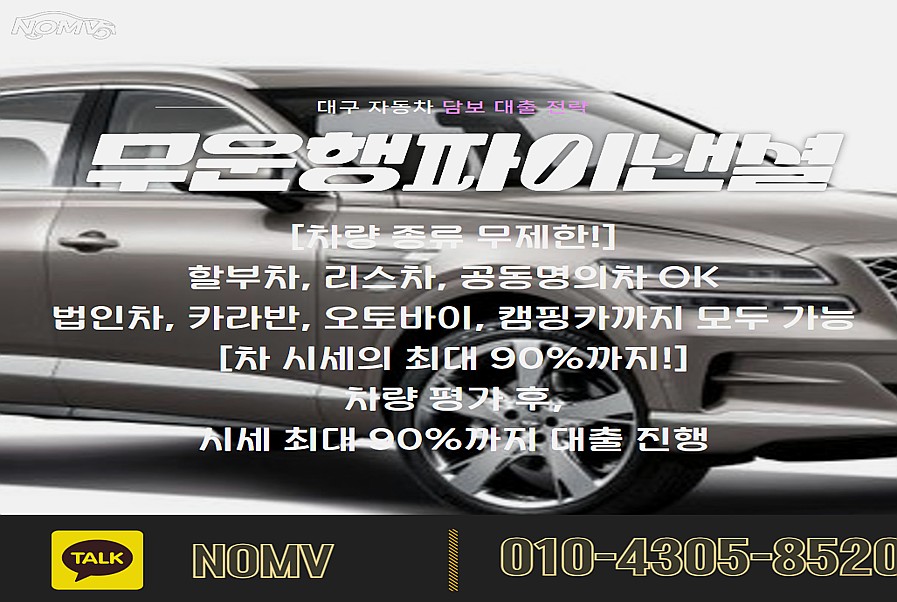 NOMV
대구 자동차 담보 대출 전략
무운행파이낸셜
[차량 종류 무제한!]
할부차, 리스차, 공동명의차 OK
법인차, 카라반, 오토바이, 캠핑카까지 모두 가능
[차 시세의 최대 90%까지!]
차량 평가 후,
시세 최대 90%까지 대출 진행
TALK NOMV 010-4305-8520